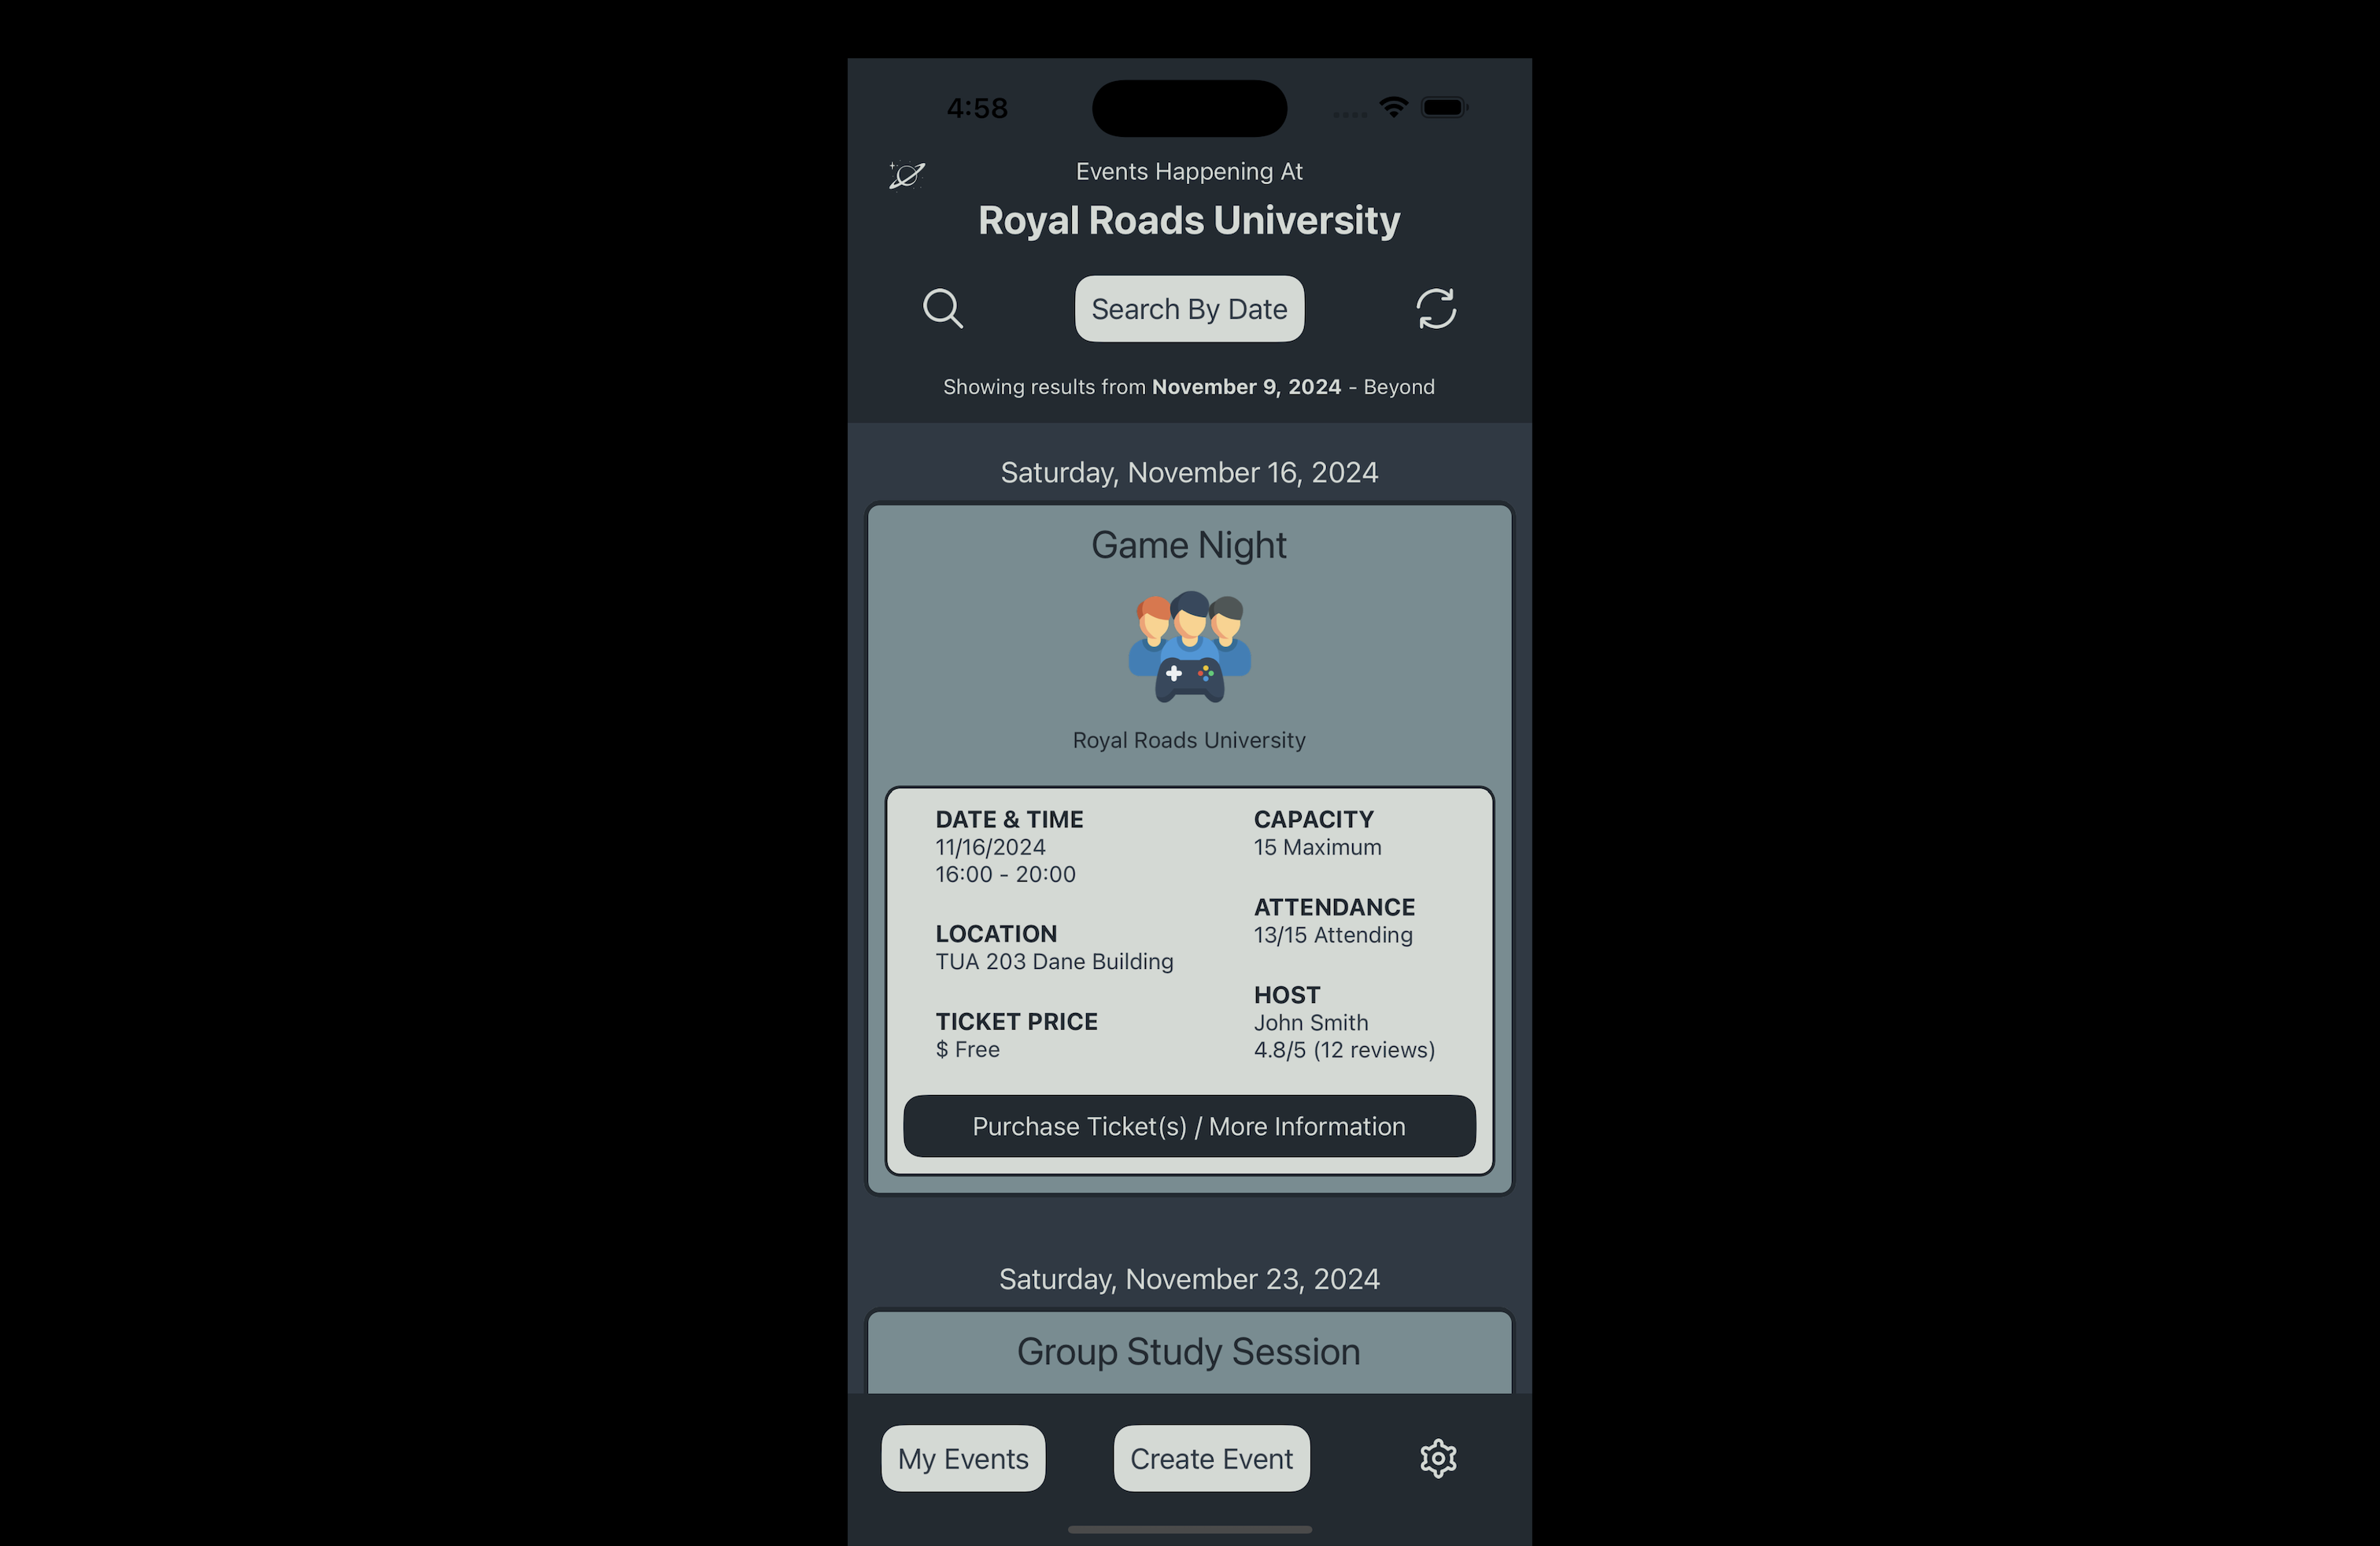 4:58
Events Happening At
Royal Roads University
Search By Date
Showing results from November 9, 2024 - Beyond
Saturday, November 16, 2024
Game Night
Royal Roads University
DATE & TIME
11/16/2024
16:00 - 20:00
LOCATION
TUA 203 Dane Building
TICKET PRICE
$ Free
CAPACITY
15 Maximum
ATTENDANCE
13/15 Attending
HOST
John Smith
4.8/5 (12 reviews)
Purchase Ticket(s) / More Information
Saturday, November 23, 2024
Group Study Session
My Events
Create Event